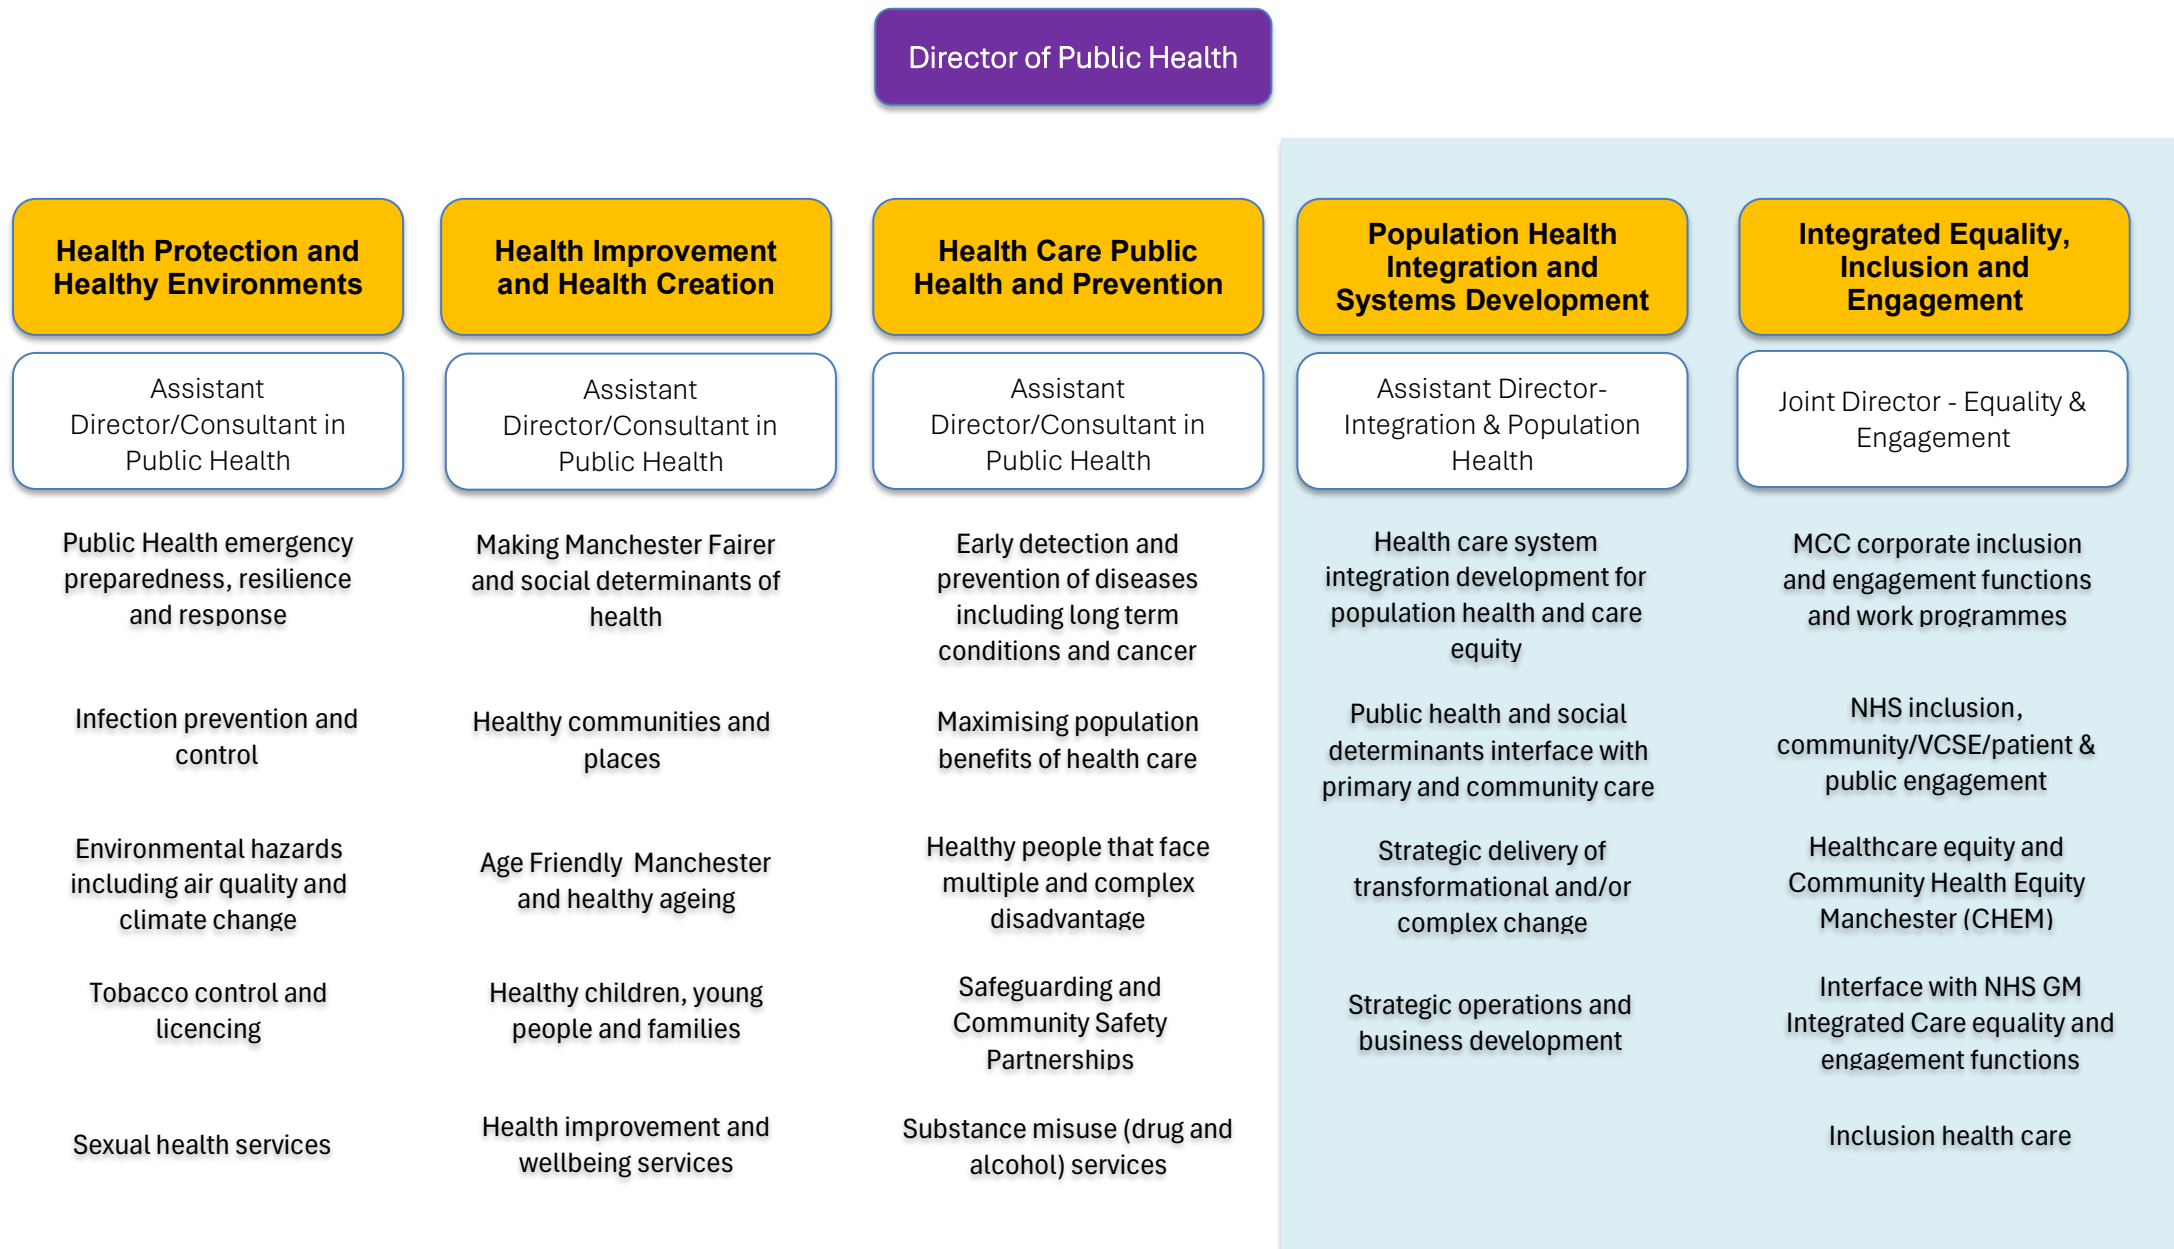 Director of Public Health
Health Protection and
Healthy Environments
Assistant
Director/Consultant in
Public Health
Public Health emergency
preparedness, resilience
and response
Infection prevention and
control
Environmental hazards
including air quality and
climate change
Tobacco control and
licencing
Sexual health services
Health Improvement
and Health Creation
Assistant
Director/Consultant in
Public Health
Making Manchester Fairer
and social determinants of
health
Healthy communities and
places
Age Friendly  Manchester
and healthy ageing
Healthy children, young
people and families
Health improvement and
wellbeing services
Health Care Public
Health and Prevention
Assistant
Director/Consultant in
Public Health
Early detection and
prevention of diseases
including long term
conditions and cancer
Maximising population
benefits of health care
Healthy people that face
multiple and complex
disadvantage
Safeguarding and
Community Safety
Partnerships
Substance misuse (drug and
alcohol) services
Population Health
Integration and
Systems Development
Assistant Director-
Integration & Population
Health
Health care system
integration development for
population health and care
equity
Public health and social
determinants interface with
primary and community care
Strategic delivery of
transformational and/or
complex change
Strategic operations and
business development
Integrated Equality,
Inclusion and
Engagement
Joint Director - Equality &
Engagement
MCC corporate inclusion
and engagement functions
and work programmes
NHS inclusion,
community/VCSE/patient &
public engagement
Healthcare equity and
Community Health Equity
Manchester (CHEM)
Interface with NHS GM
Integrated Care equality and
engagement functions
Inclusion health care